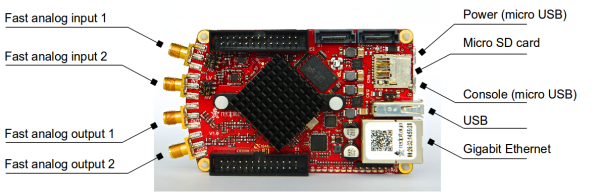 Fast analog input 1
Fast analog input 2
Fast analog output 1
Fast analog output 2
Power (micro USB)
Micro SD card
Console (micro USB)
USB
Gigabit Ethernet